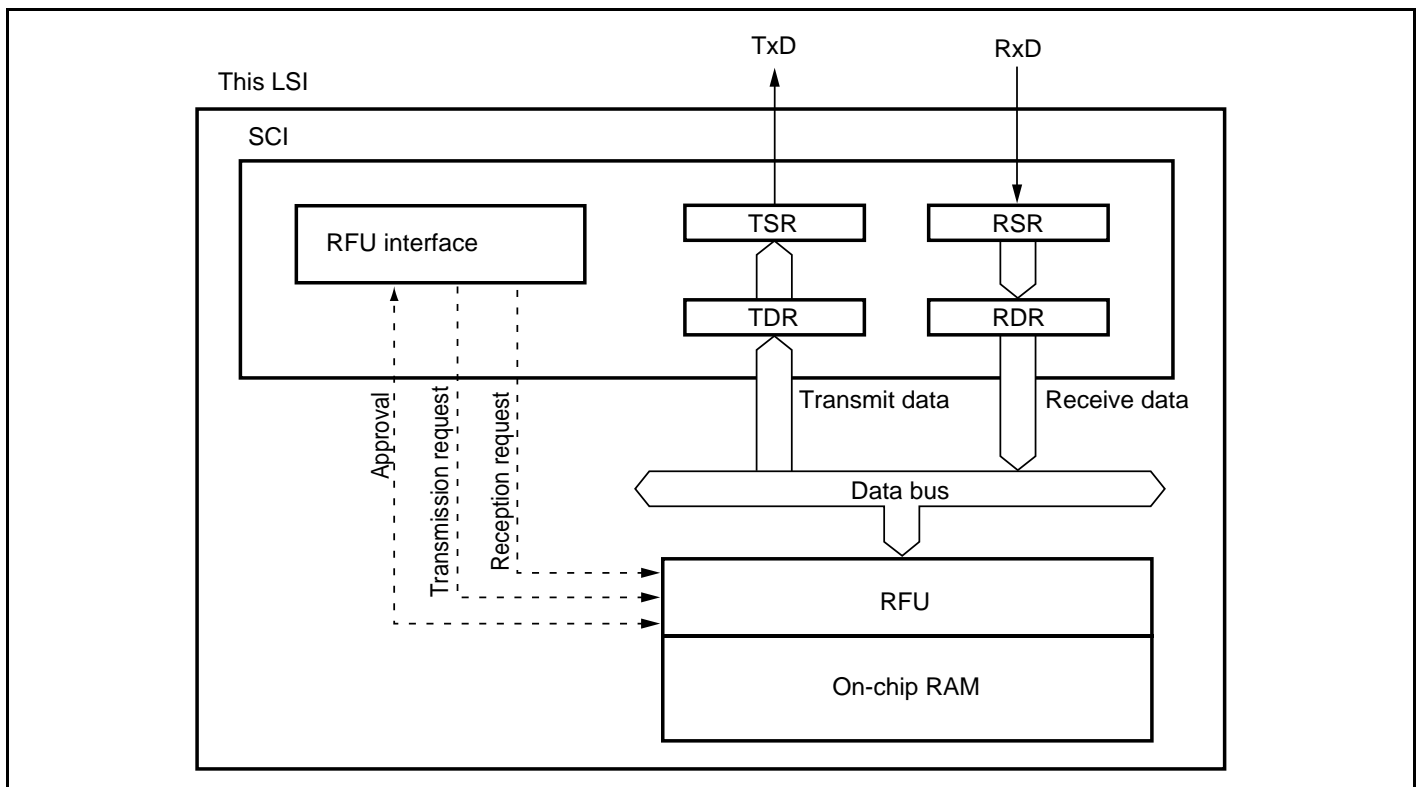 TxD
RxD
This LSI
SCI
TSR
RSR
RFU interface
TDR
RDR
Transmit data
Receive data
Approval
Transmission request
Reception request
Data bus
RFU
On-chip RAM